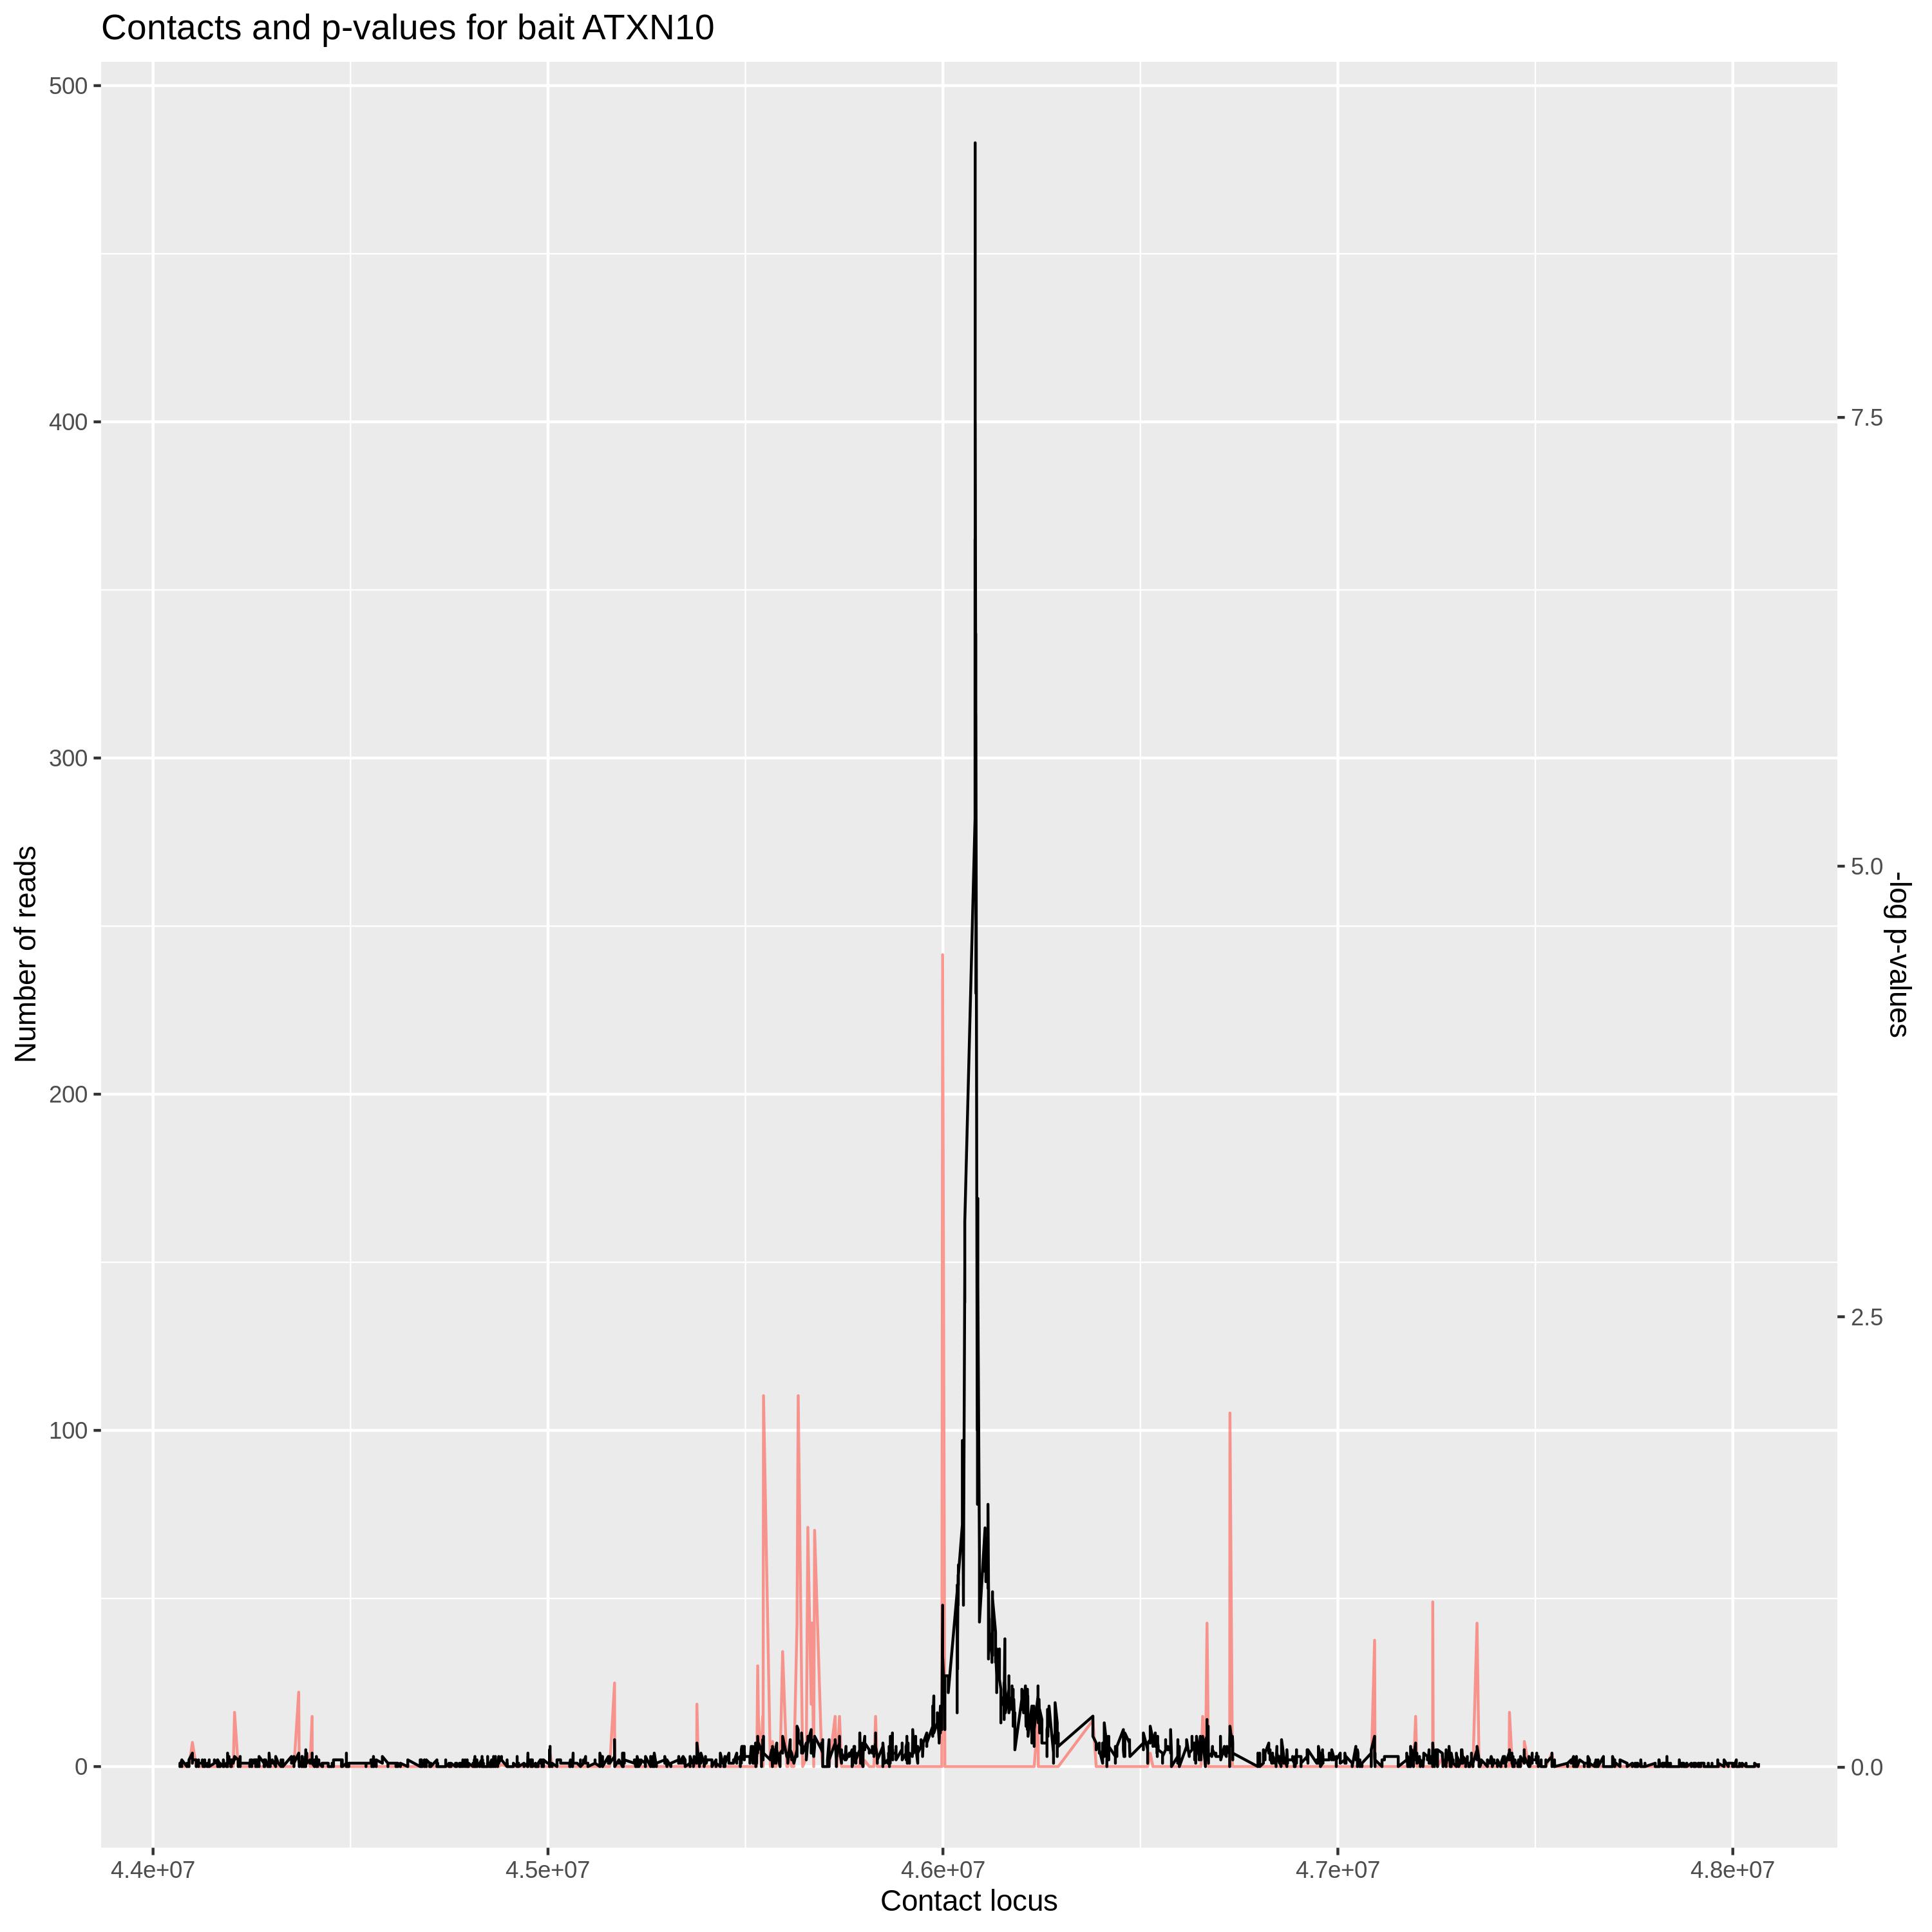 Contacts and p-values for bait ATXN10
500
400
300
200
100
0
Number of reads
7.5
5.0
2.5
0.0
-log p-values
4.4e+07 4.5e+07 4.6e+07 4.7e+07 4.8e+07
Contact locus